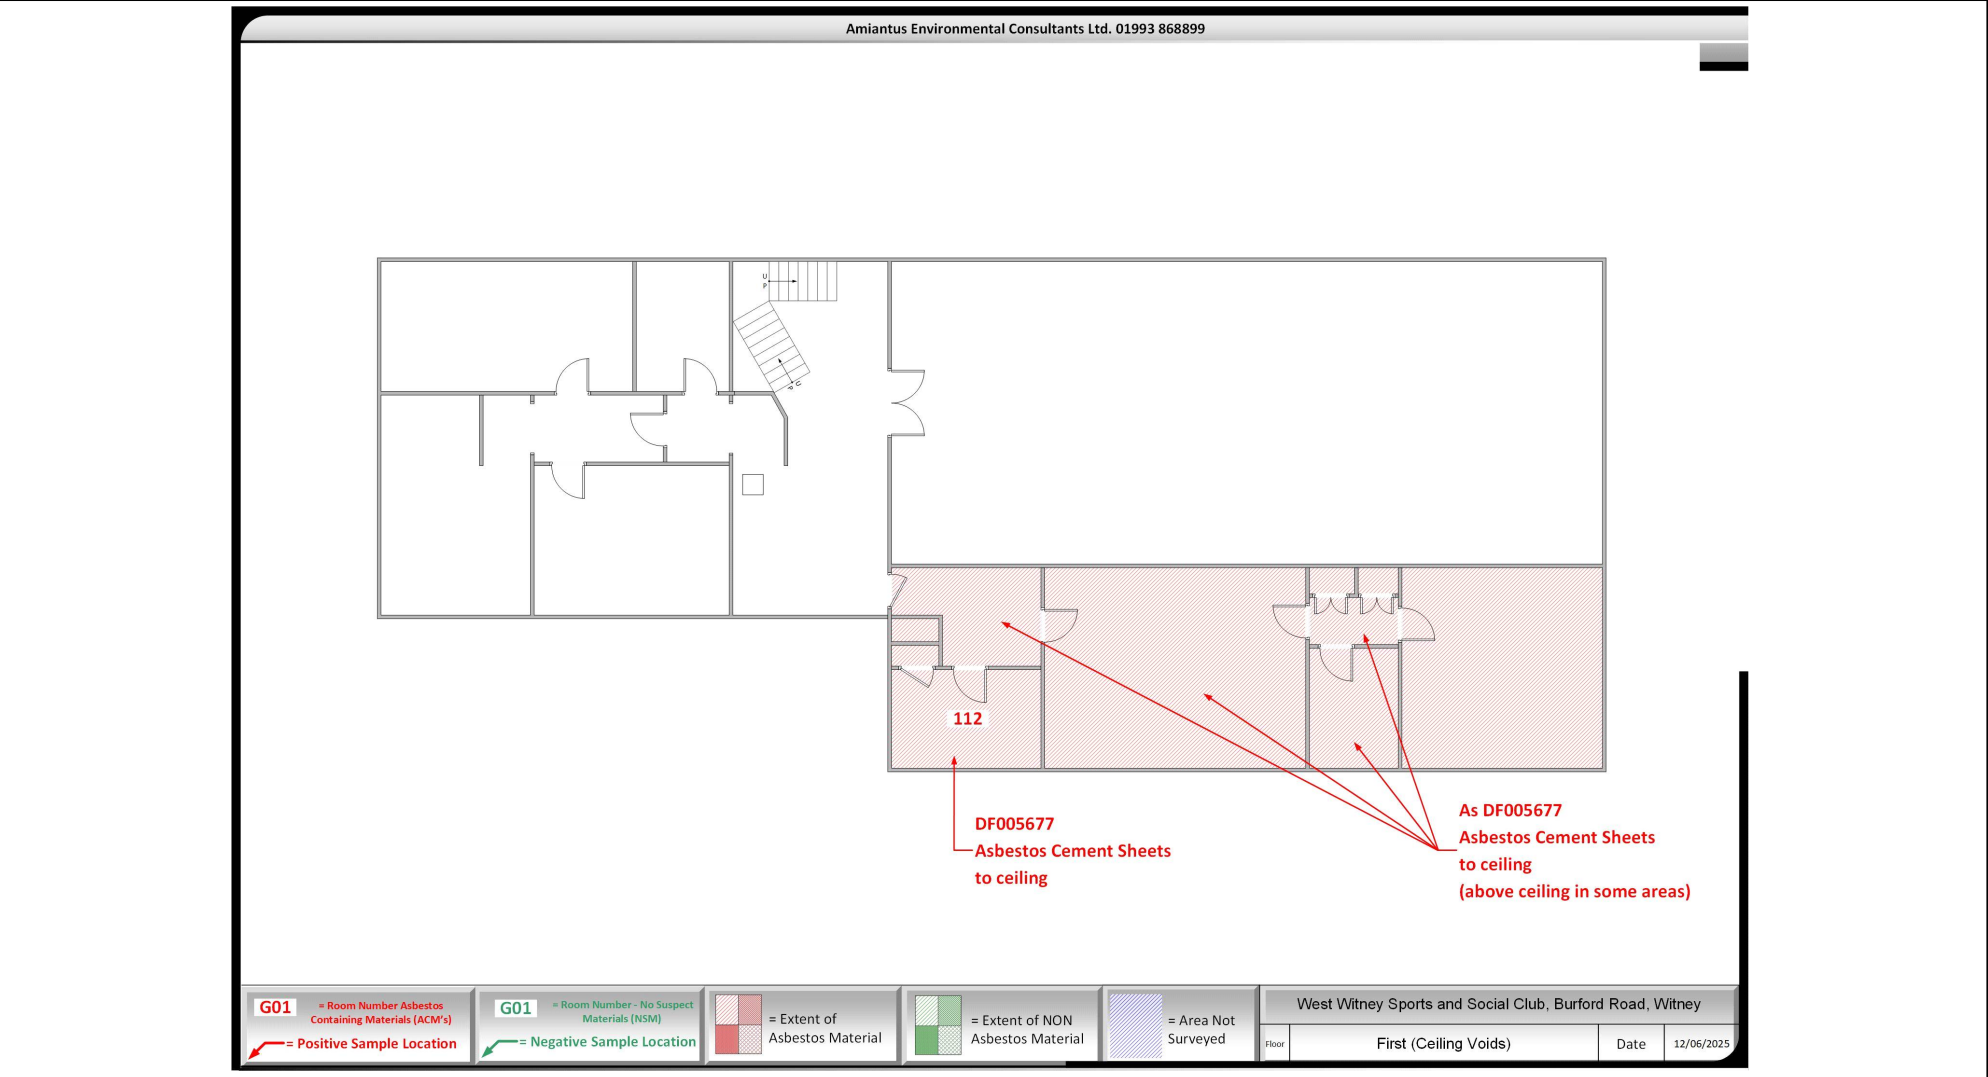 Amiantus Environmental Consultants Ltd. 01993 868899
U
P
U
P
112
DF005677
Asbestos Cement Sheets
to ceiling
As DF005677
Asbestos Cement Sheets
to ceiling
(above ceiling in some areas)
G01
= Room Number Asbestos
Containing Materials (ACM's)
= Positive Sample Location
G01
= Room Number - No Suspect
Materials (NSM)
= Negative Sample Location
= Extent of
Asbestos Material
= Extent of NON
Asbestos Material
= Area Not
Surveyed
West Witney Sports and Social Club, Burford Road, Witney
Floor
First (Ceiling Voids)
Date
12/06/2025